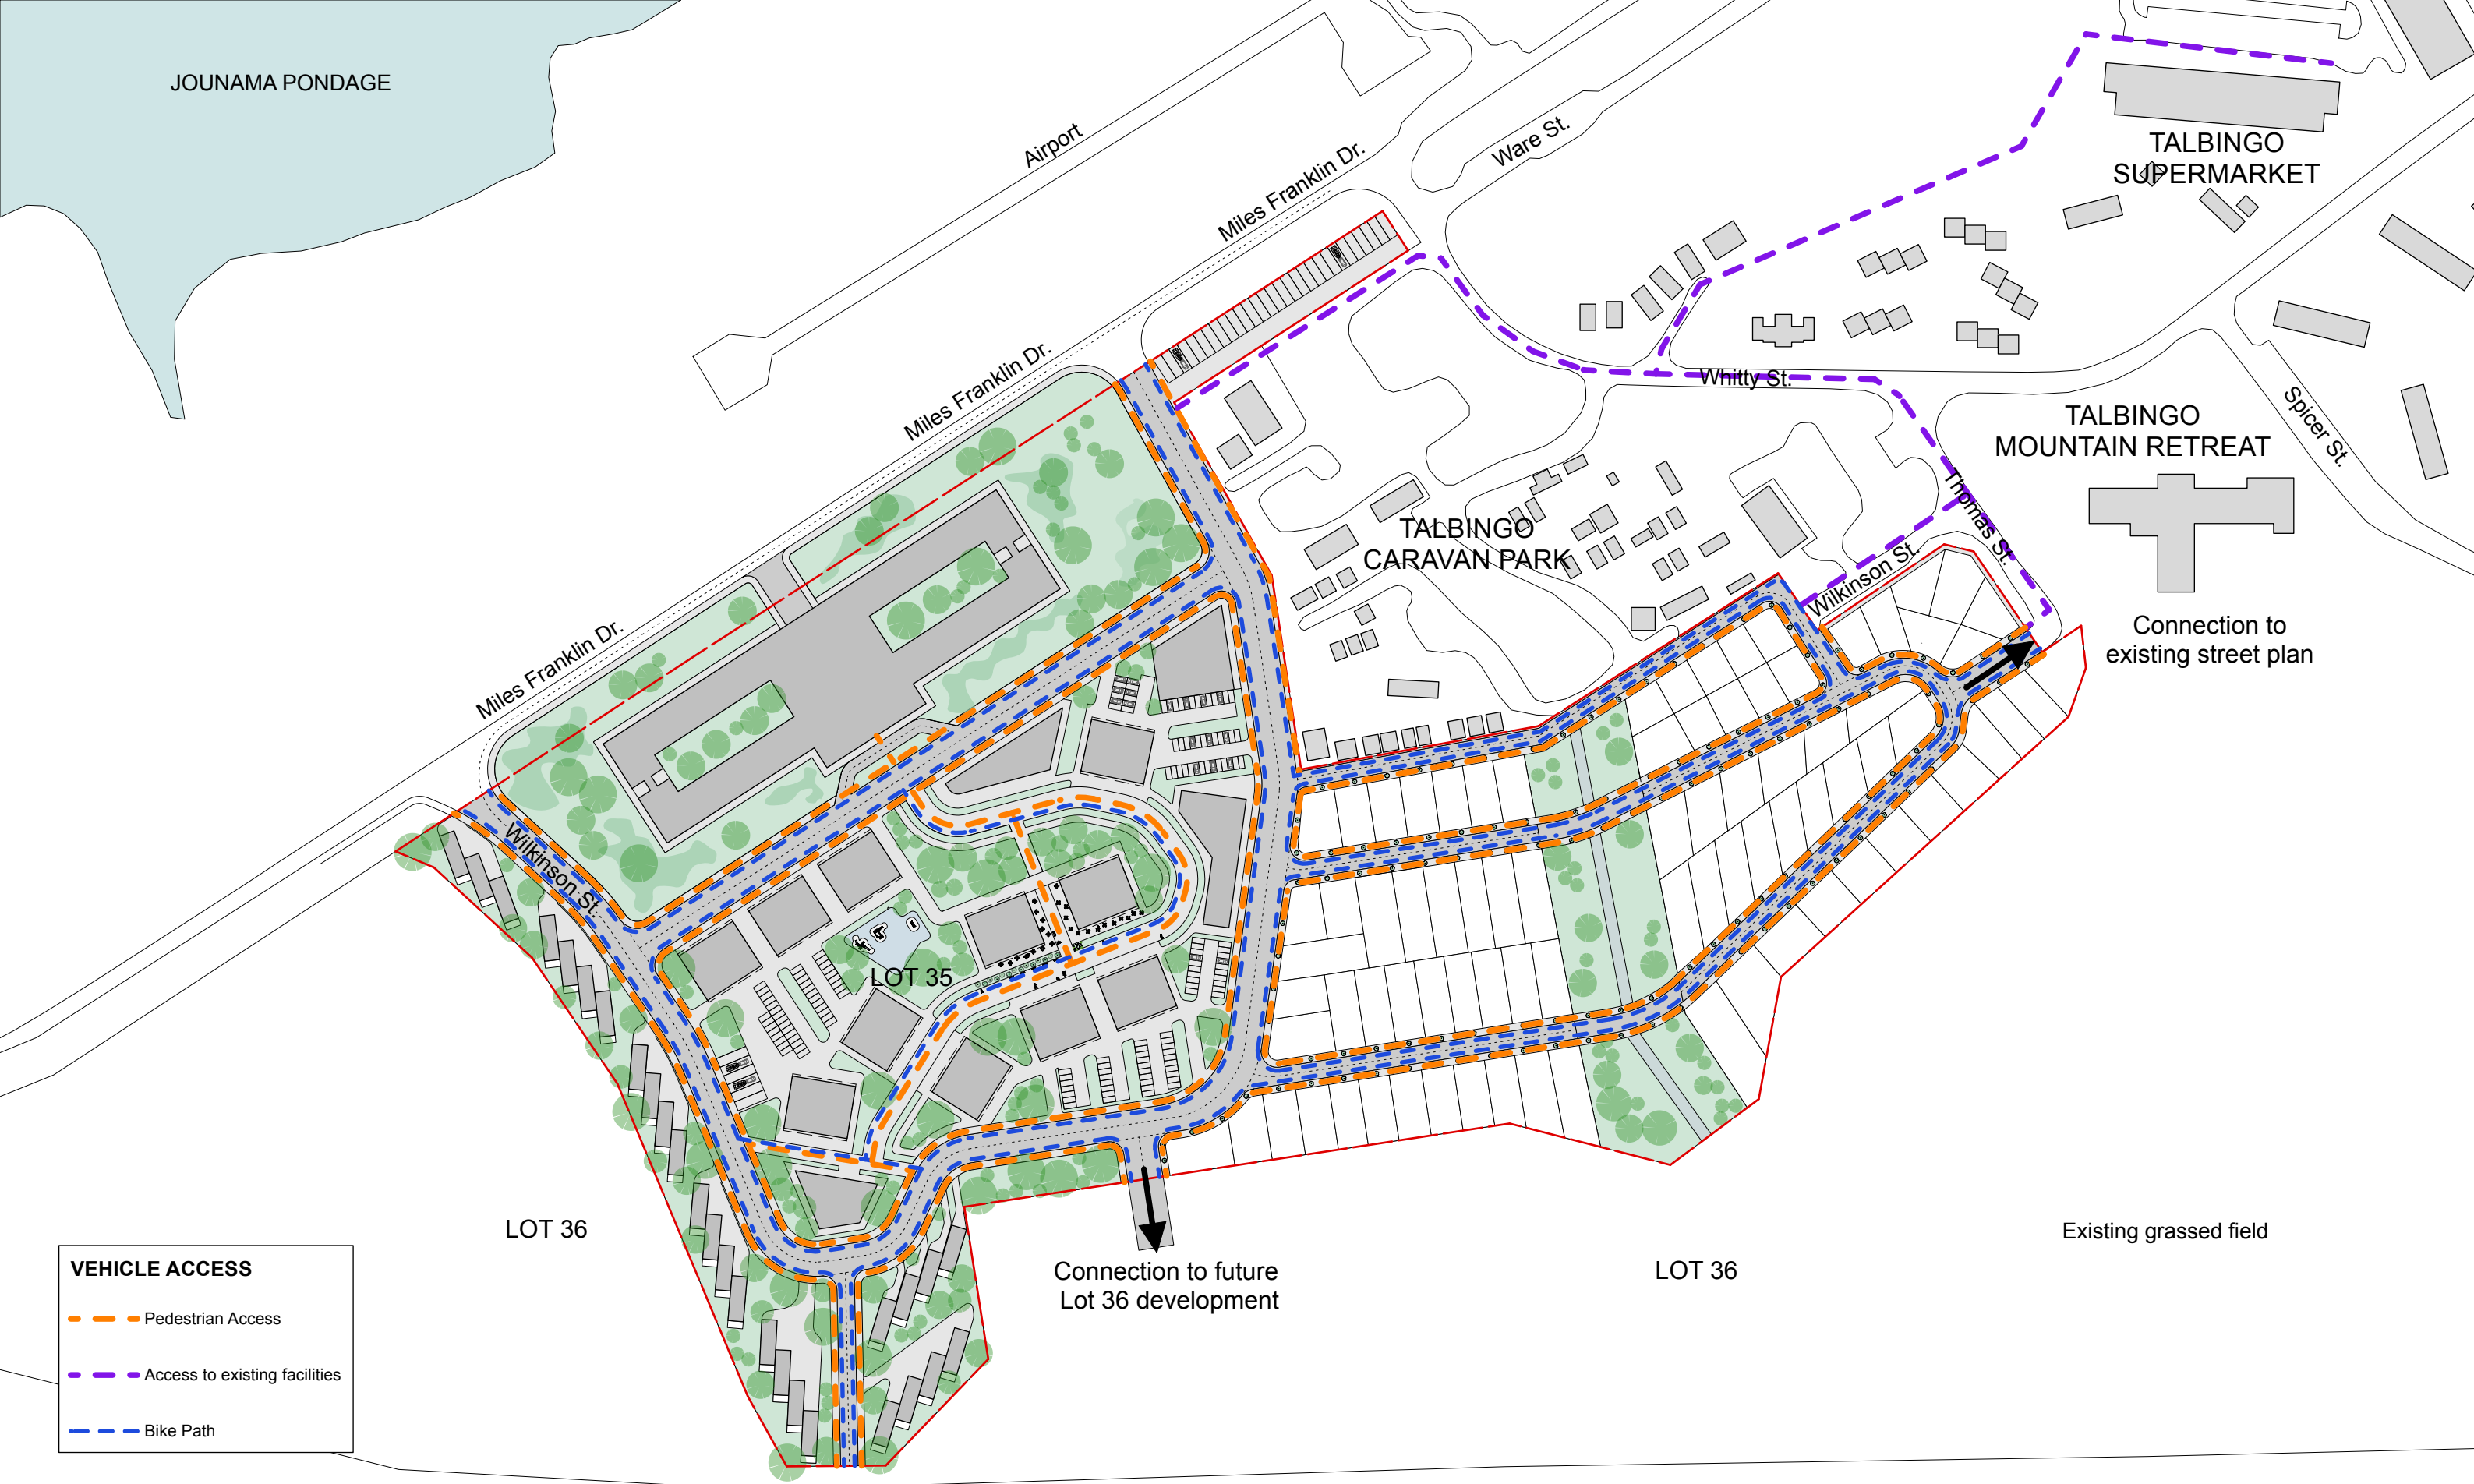 JOUNAMA PONDAGE
Airport
Ware St.
Miles Franklin Dr.
TALBINGO
SUPERMARKET
Miles Franklin Dr.
Whitty St.
Spicer St.
TALBINGO
MOUNTAIN RETREAT
Thomas St.
TALBINGO
CARAVAN PARK
Wilkinson St.
Connection to
existing street plan
Miles Franklin Dr.
Wilkinson St.
LOT 35
LOT 36
Connection to future
Lot 36 development
LOT 36
Existing grassed field
VEHICLE ACCESS
Pedestrian Access
Access to existing facilities
Bike Path